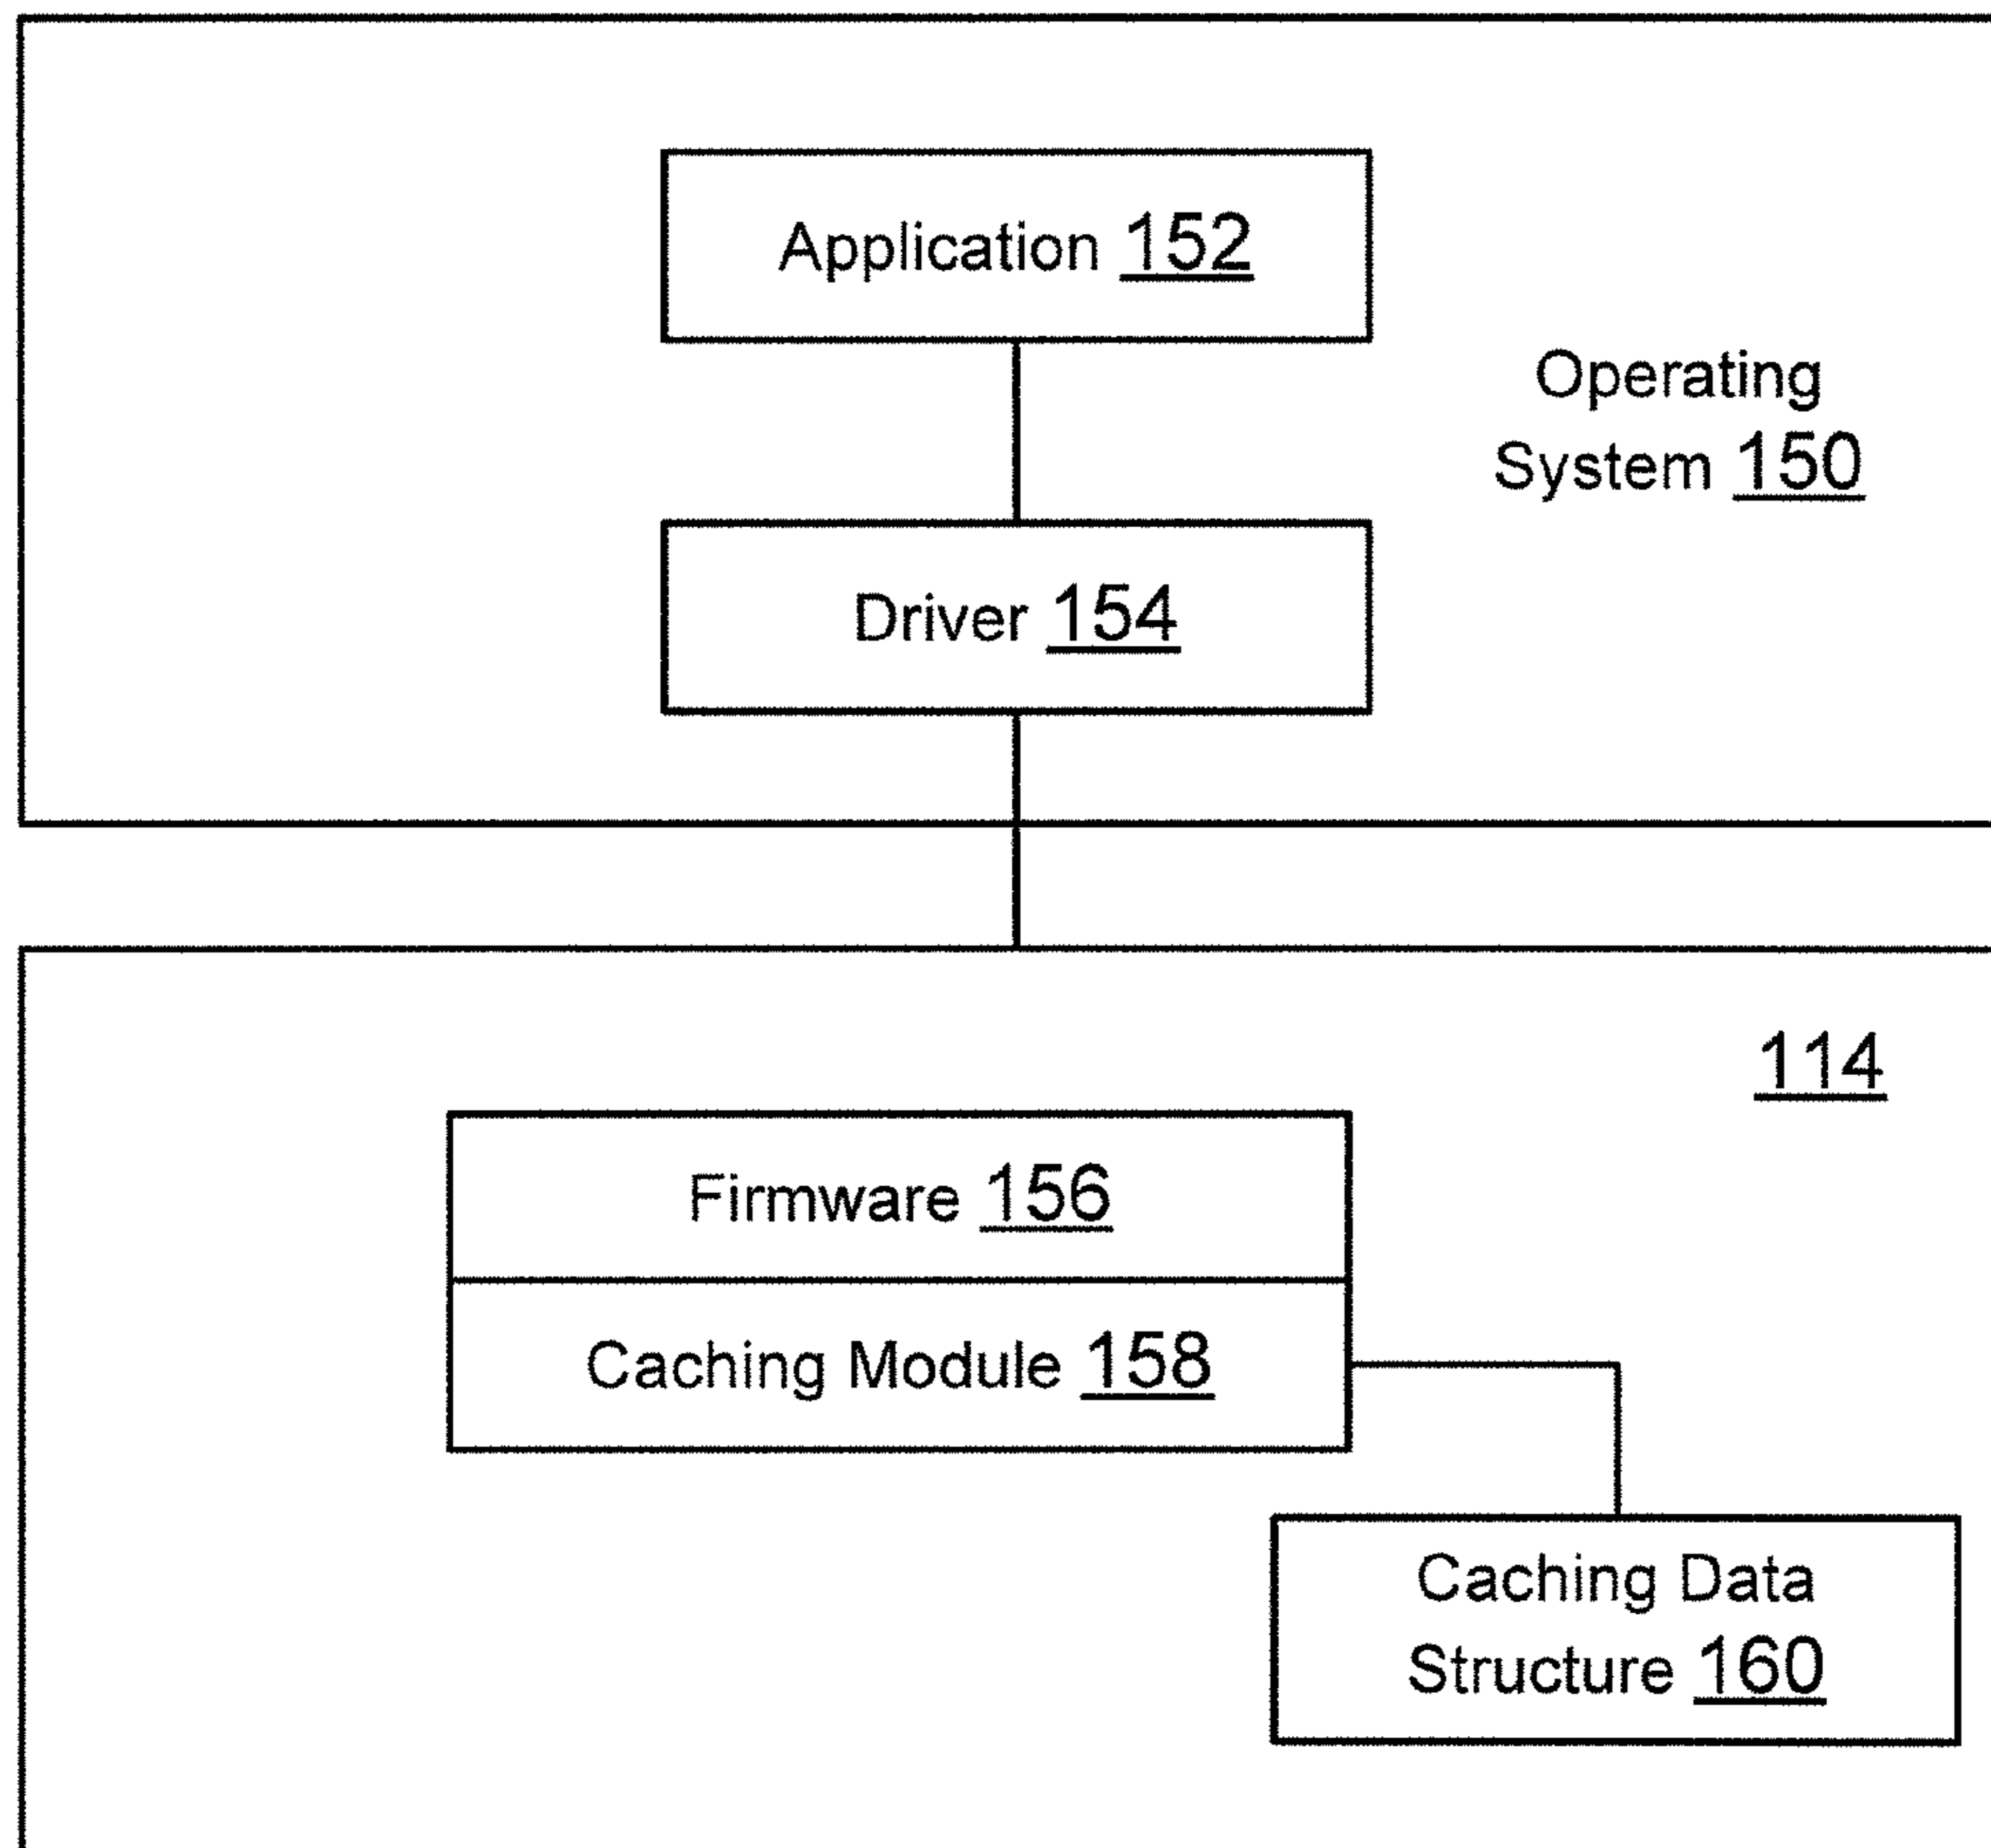 Application 152
Operating
System 150
Driver 154
114
Firmware 156
Caching Module 158
Caching Data
Structure 160